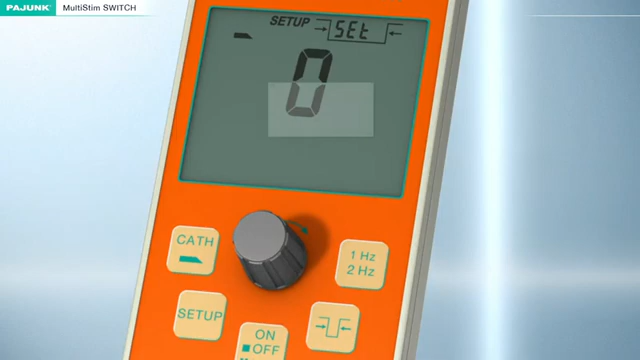 PAJUNK® MultiStim SWITCH
SETUP SEt
0
CATH
1 Hz
2 Hz
SETUP
ON
OFF